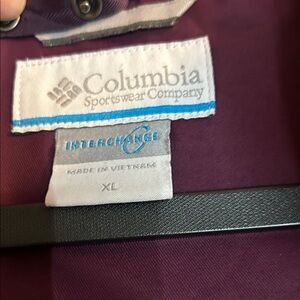 Columbia
Sportswear Company
INTERCHANGE
MADE IN VIETNAM
XL